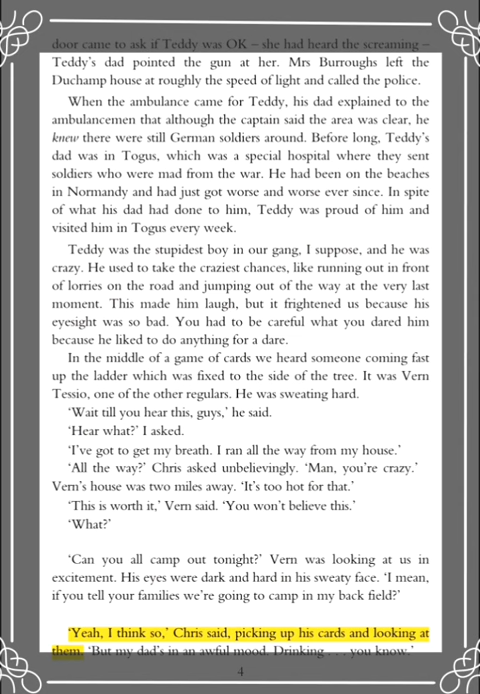 door came to ask if Teddy was OK – she had heard the screaming –
Teddy's dad pointed the gun at her. Mrs Burroughs left the
Duchamp house at roughly the speed of light and called the police.
When the ambulance came for Teddy, his dad explained to the
ambulancemen that although the captain said the area was clear, he
knew there were still German soldiers around. Before long, Teddy's
dad was in Togus, which was a special hospital where they sent
soldiers who were mad from the war. He had been on the beaches
in Normandy and had just got worse and worse ever since. In spite
of what his dad had done to him, Teddy was proud of him and
visited him in Togus every week.
Teddy was the stupidest boy in our gang, I suppose, and he was
crazy. He used to take the craziest chances, like running out in front
of lorries on the road and jumping out of the way at the very last
moment. This made him laugh, but it frightened us because his
eyesight was so bad. You had to be careful what you dared him
because he liked to do anything for a dare.
In the middle of a game of cards we heard someone coming fast
up the ladder which was fixed to the side of the tree. It was Vern
Tessio, one of the other regulars. He was sweating hard.
'Wait till you hear this, guys,' he said.
'Hear what?' I asked.
'I've got to get my breath. I ran all the way from my house.'
'All the way?' Chris asked unbelievingly. 'Man, you're crazy.'
Vern's house was two miles away. 'It's too hot for that.'
'This is worth it,' Vern said. 'You won't believe this.'
'What?'
'Can you all camp out tonight?' Vern was looking at us in
excitement. His eyes were dark and hard in his sweaty face. 'I mean,
if you tell your families we're going to camp in my back field?'
'Yeah, I think so,' Chris said, picking up his cards and looking at
them. 'But my dad's in an awful mood. Drinking . . . you know.'
4